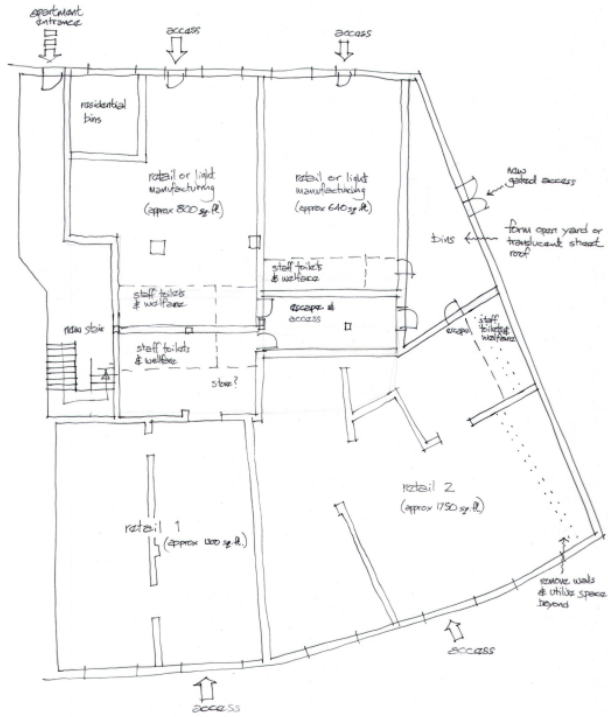 apartment
entrance
access
access
residential
bins
retail or light
manufacturing
(approx 800 sq.ft.)
retail or light
manufacturing
(approx 640 sq.ft.)
new
gated access
bins
form open yard or
translucent sheet
roof
staff toilets
& welfare
staff toilets
& welfare
escape &
access
escape
staff
toilets &
welfare
new stair
staff toilets
& welfare
store?
retail 1
(approx 1200 sq.ft.)
retail 2
(approx 1750 sq.ft.)
remove walls
& utilise space
beyond
access
access